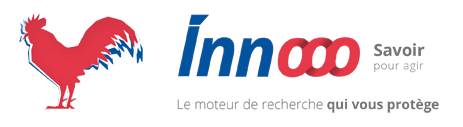 Innooo
Savoir
pour agir
Le moteur de recherche qui vous protège